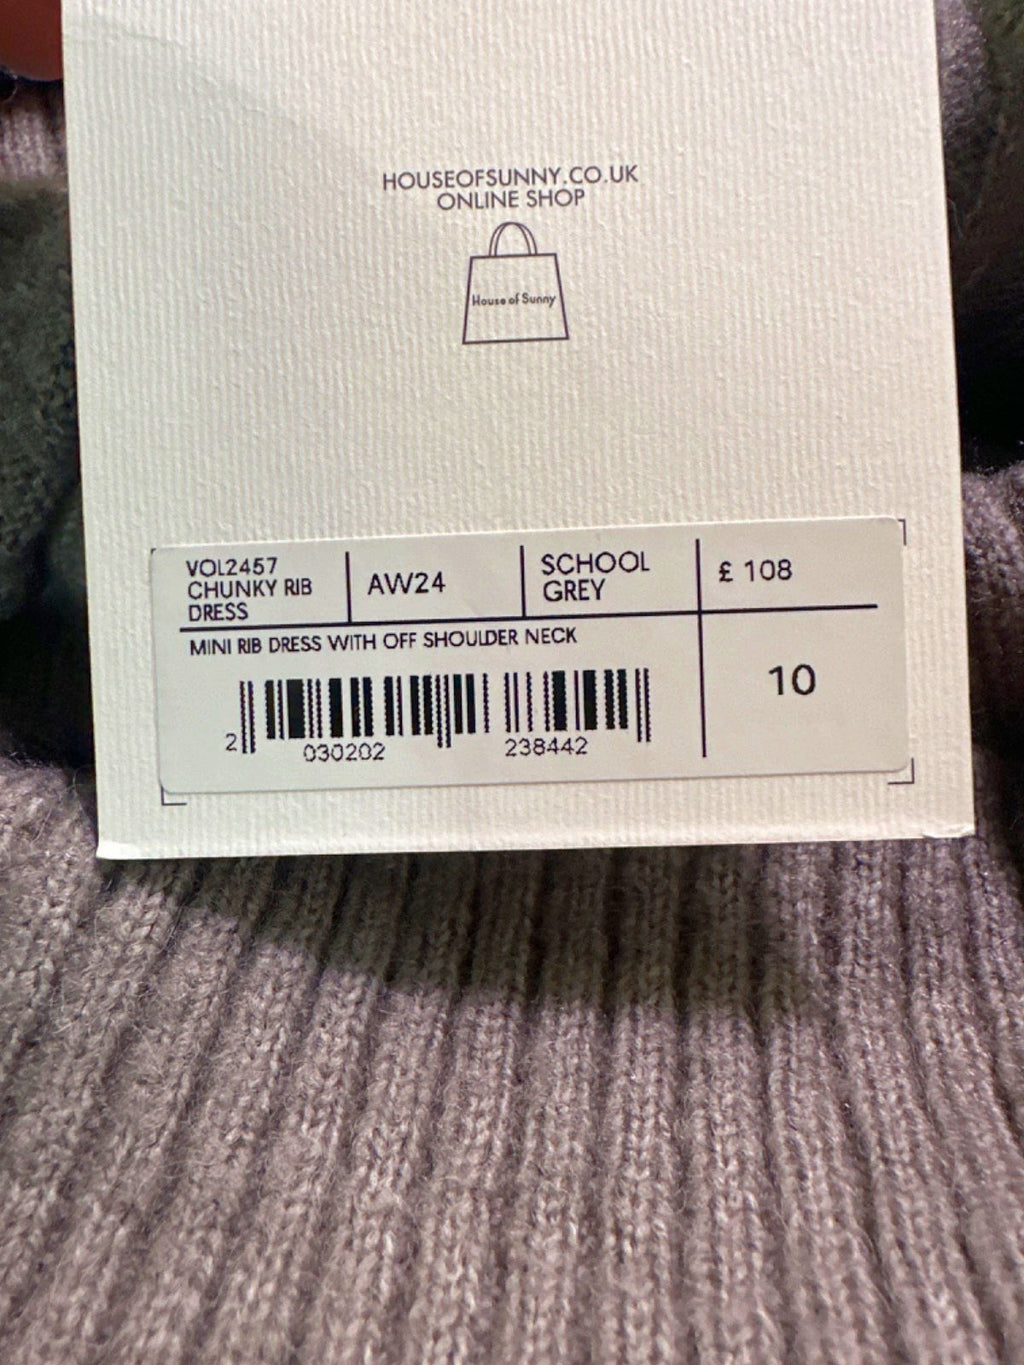 HOUSEOFSUNNY.CO.UK
ONLINE SHOP
House of Sunny
VOL2457
CHUNKY RIB
DRESS
AW24
SCHOOL
GREY
£ 108
MINI RIB DRESS WITH OFF SHOULDER NECK
10
2 030202 238442